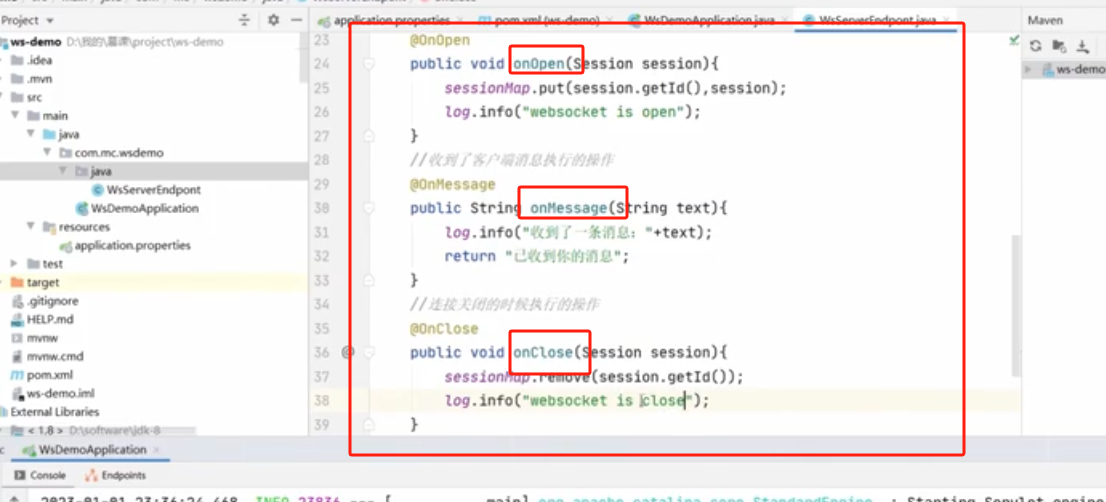 Project
application.properties
pom.xml (ws-demo)
WsDemoApplication.java
WsServerEndpont.java
Maven
ws-demo D:\我的\慕课\project\ws-demo
.idea
.mvn
src
main
java
com.mc.wsdemo
java
WsServerEndpont
WsDemoApplication
resources
application.properties
test
target
.gitignore
HELP.md
mvnw
mvnw.cmd
pom.xml
ws-demo.iml
External Libraries
< 1.8 > D:\software\jdk-8
23 @OnOpen
24 public void onOpen(Session session){
25 sessionMap.put(session.getId(),session);
26 log.info("websocket is open");
27 }
28 //收到了客户端消息执行的操作
29 @OnMessage
30 public String onMessage(String text){
31 log.info("收到了一条消息："+text);
32 return "已收到你的消息";
33 }
34 //连接关闭的时候执行的操作
35 @OnClose
36 public void onClose(Session session){
37 sessionMap.remove(session.getId());
38 log.info("websocket is close");
39 }
ws-demo
WsDemoApplication
Console
Endpoints
2023-01-01 23:36:24.468 INFO 23836 --- [ main] org.apache.catalina.core.StandardEngine : Starting Servlet engine